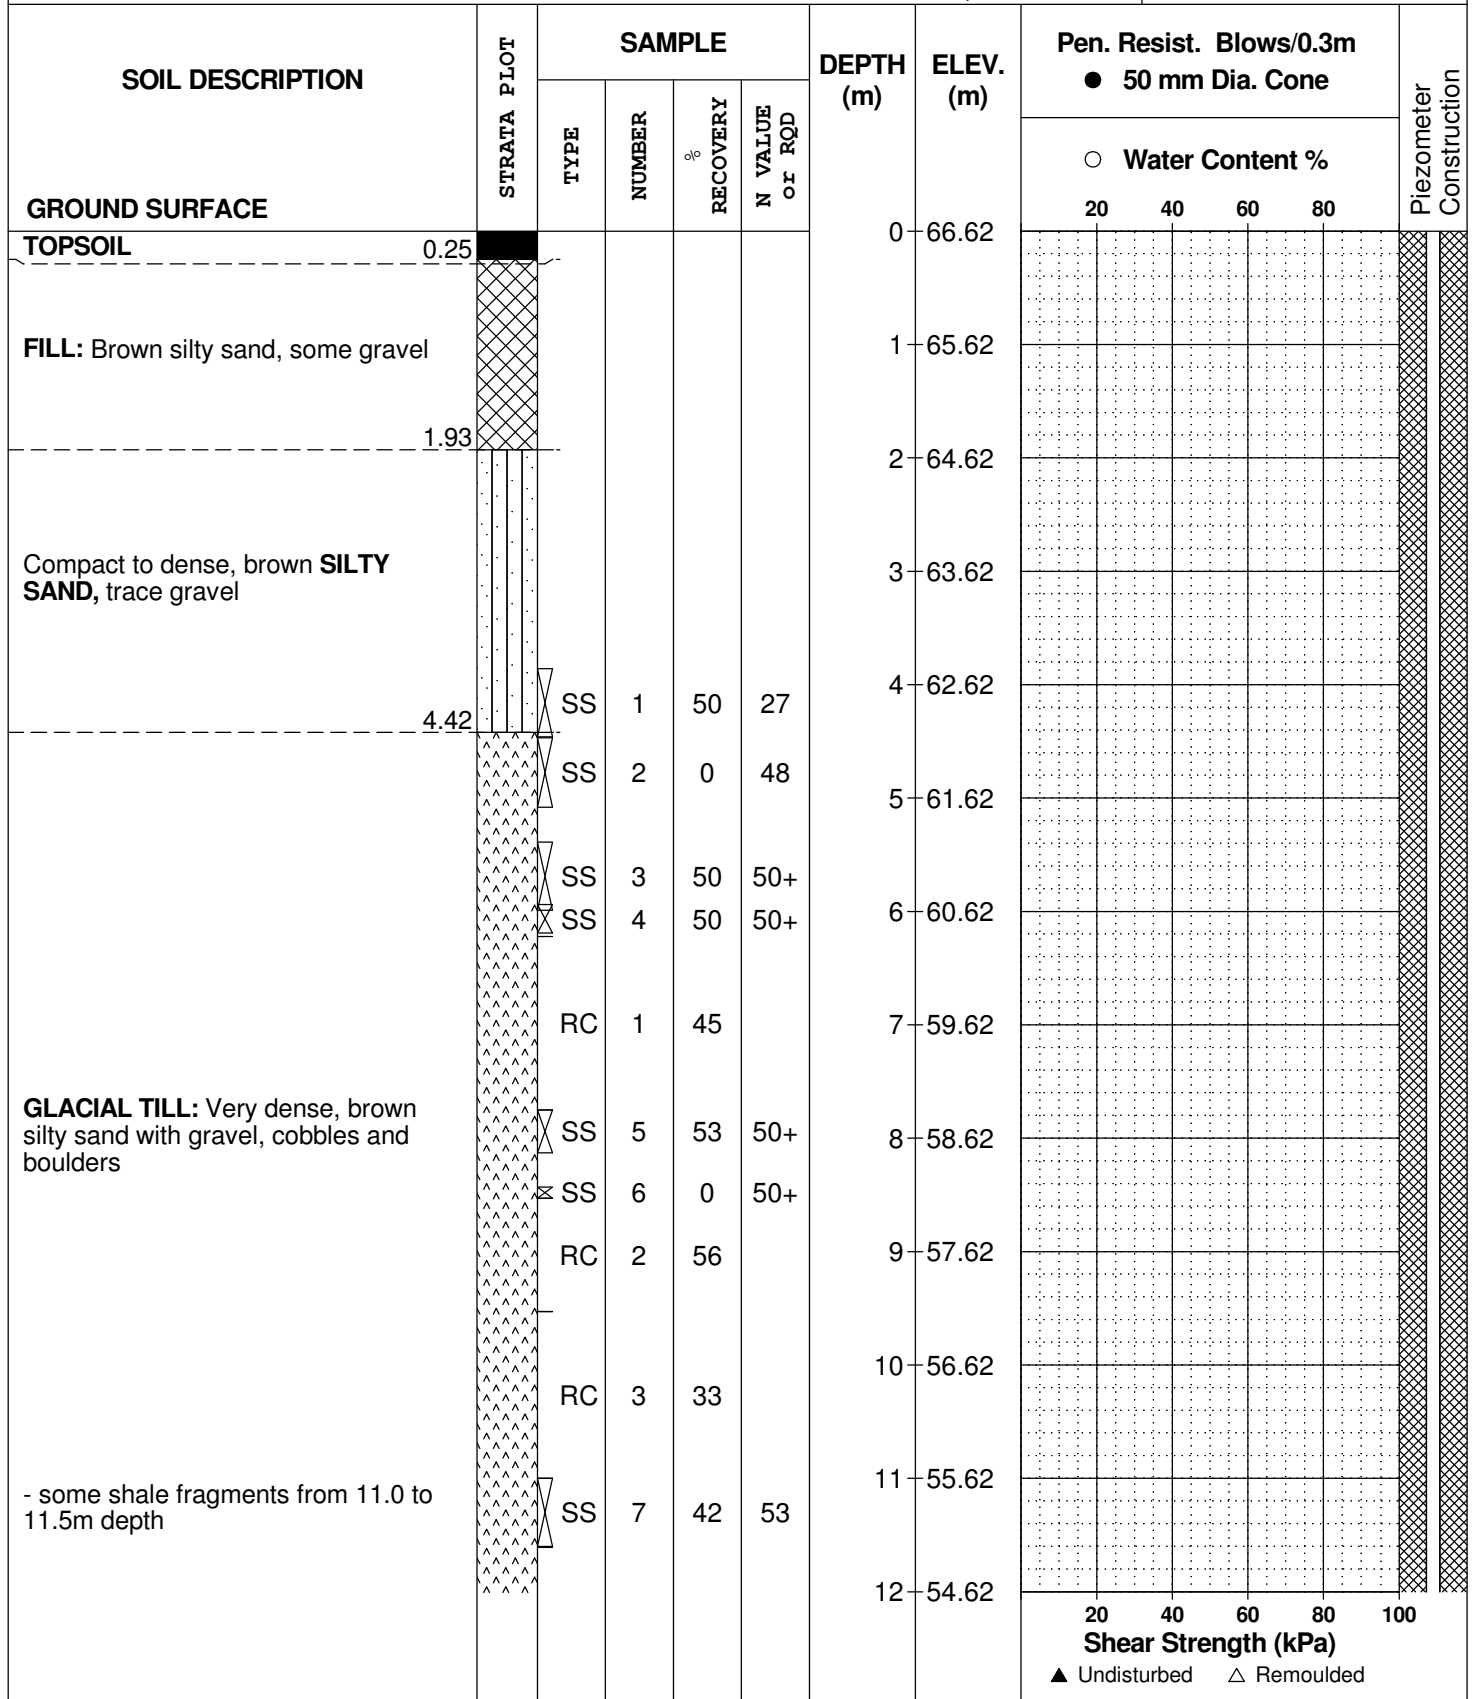 SOIL DESCRIPTION
GROUND SURFACE
STRATA PLOT
SAMPLE
TYPE
NUMBER
%
RECOVERY
N VALUE
or RQD
DEPTH
(m)
ELEV.
(m)
Pen. Resist. Blows/0.3m
● 50 mm Dia. Cone
○ Water Content %
20 40 60 80
Piezometer
Construction
TOPSOIL 0.25
0 66.62
FILL: Brown silty sand, some gravel
1 65.62
1.93
2 64.62
Compact to dense, brown SILTY
SAND, trace gravel
3 63.62
4 62.62
SS 1 50 27
4.42
SS 2 0 48
5 61.62
SS 3 50 50+
SS 4 50 50+
6 60.62
RC 1 45
7 59.62
GLACIAL TILL: Very dense, brown
silty sand with gravel, cobbles and
boulders
SS 5 53 50+
8 58.62
SS 6 0 50+
RC 2 56
9 57.62
10 56.62
RC 3 33
11 55.62
- some shale fragments from 11.0 to
11.5m depth
SS 7 42 53
12 54.62
20 40 60 80 100
Shear Strength (kPa)
▲ Undisturbed △ Remoulded